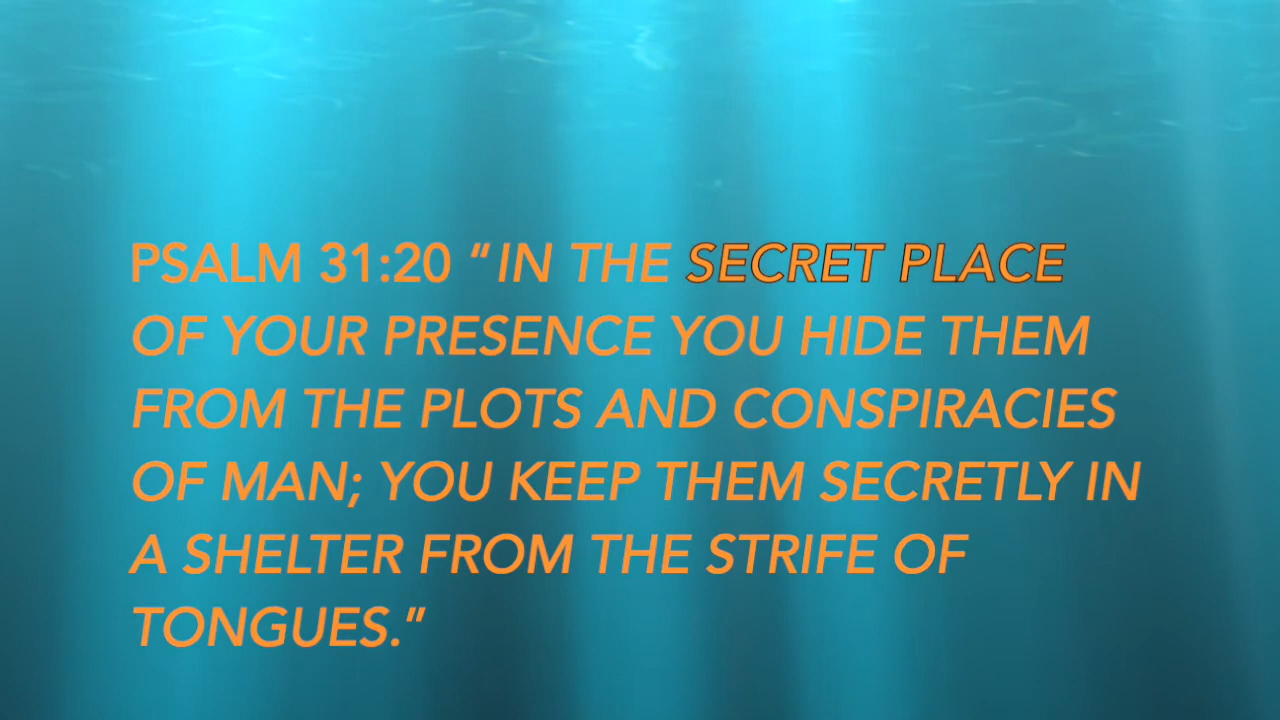 PSALM 31:20 “IN THE SECRET PLACE
OF YOUR PRESENCE YOU HIDE THEM
FROM THE PLOTS AND CONSPIRACIES
OF MAN; YOU KEEP THEM SECRETLY IN
A SHELTER FROM THE STRIFE OF
TONGUES.”